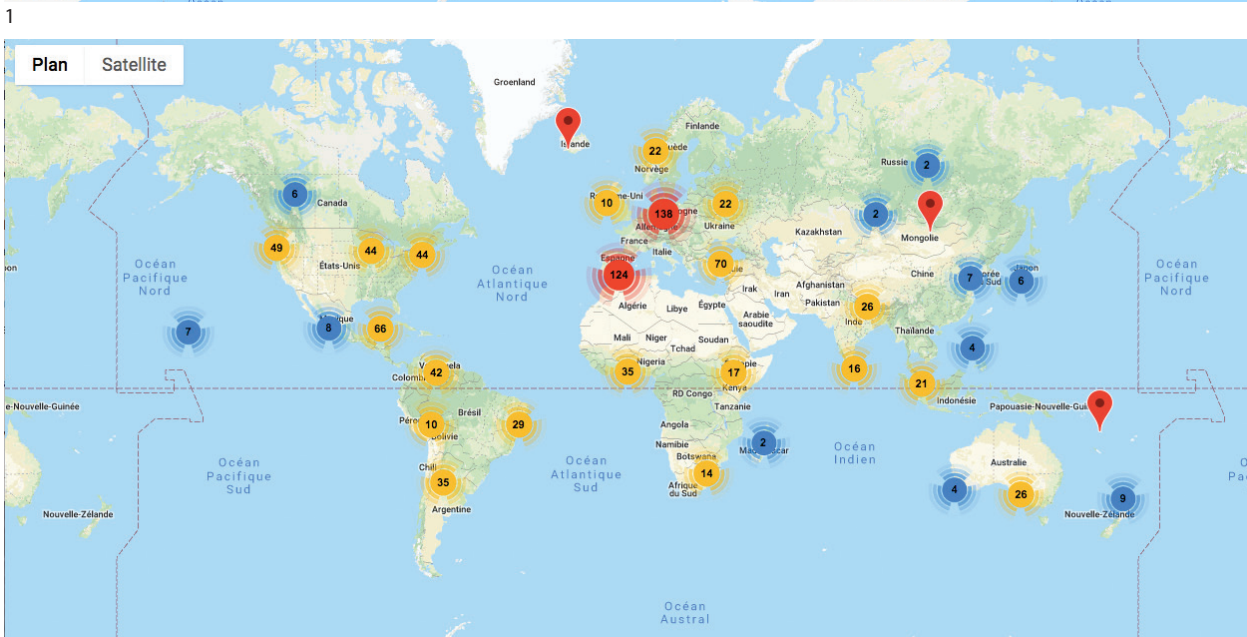 1
Plan Satellite
Groenland
Islande
Finlande
22
Norvège
Russie
2
6
Canada
10
138
22
2
Ukraine
Kazakhstan
Mongolie
France
Italie
Espagne
49
44
44
États-Unis
124
70
Chine
7
6
Océan
Pacifique
Nord
Océan
Atlantique
Nord
Océan
Pacifique
Nord
Irak
Iran
Afghanistan
Pakistan
Algérie
Libye
Égypte
Arabie
saoudite
26
Inde
7
8
66
Mali
Niger
Tchad
Soudan
Thaïlande
4
Nigeria
42
35
17
16
21
Kenya
RD Congo
Tanzanie
Indonésie
Papouasie-Nouvelle-Gui
e-Nouvelle-Guinée
Brésil
10
29
Angola
2
Namibie
Botswana
Océan
Indien
Océan
Pacifique
Sud
Océan
Atlantique
Sud
Chili
35
14
Afrique
du Sud
Australie
4
26
9
Argentine
Nouvelle-Zélande
Nouvelle-Zélande
Océan
Austral